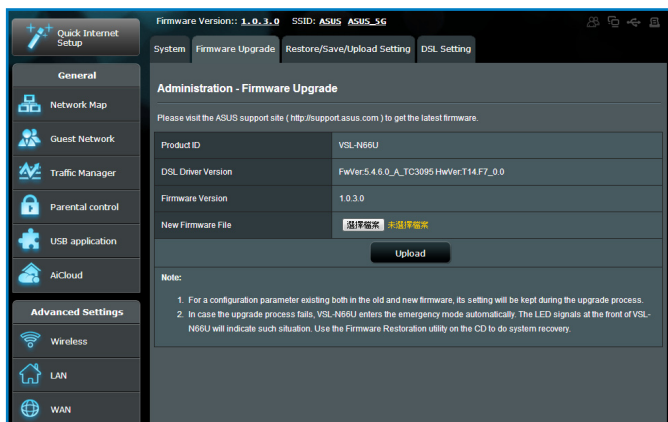 Quick Internet
Setup
Firmware Version:: 1.0.3.0 SSID: ASUS ASUS_5G
System Firmware Upgrade Restore/Save/Upload Setting DSL Setting
General
Network Map
Guest Network
Traffic Manager
Parental control
USB application
AiCloud
Advanced Settings
Wireless
LAN
WAN
Administration - Firmware Upgrade
Please visit the ASUS support site ( http://support.asus.com ) to get the latest firmware.
Product ID VSL-N66U
DSL Driver Version FwVer:5.4.6.0_A_TC3095 HwVer:T14.F7_0.0
Firmware Version 1.0.3.0
New Firmware File 選擇檔案 未選擇檔案
Upload
Note:
1. For a configuration parameter existing both in the old and new firmware, its setting will be kept during the upgrade process.
2. In case the upgrade process fails, VSL-N66U enters the emergency mode automatically. The LED signals at the front of VSL-
N66U will indicate such situation. Use the Firmware Restoration utility on the CD to do system recovery.